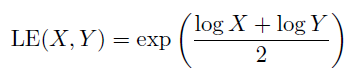 LE(X, Y) = exp ( (log X + log Y) / 2 )